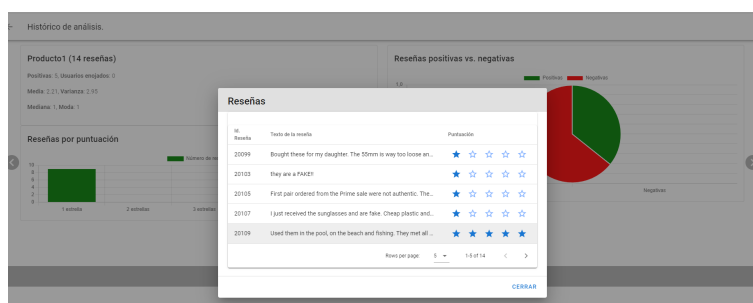 Histórico de análisis.
Producto1 (14 reseñas)
Positivas: 5, Usuarios enojados: 0
Media: 2.21, Varianza: 2.95
Mediana: 1, Moda: 1
Reseñas por puntuación
Número de re
10
8
6
4
2
0
1 estrella
2 estrellas
3 estrellas
Reseñas positivas vs. negativas
Positivas
Negativas
1.0
Negativas
Reseñas
Id. Reseña
Texto de la reseña
Puntuación
20099 Bought these for my daughter. The 55mm is way too loose an...
20103 they are a FAKE!!
20105 First pair ordered from the Prime sale were not authentic. The...
20107 I just received the sunglasses and are fake. Cheap plastic and...
20109 Used them in the pool, on the beach and fishing. They met all ...
Rows per page: 5 1-5 of 14
CERRAR